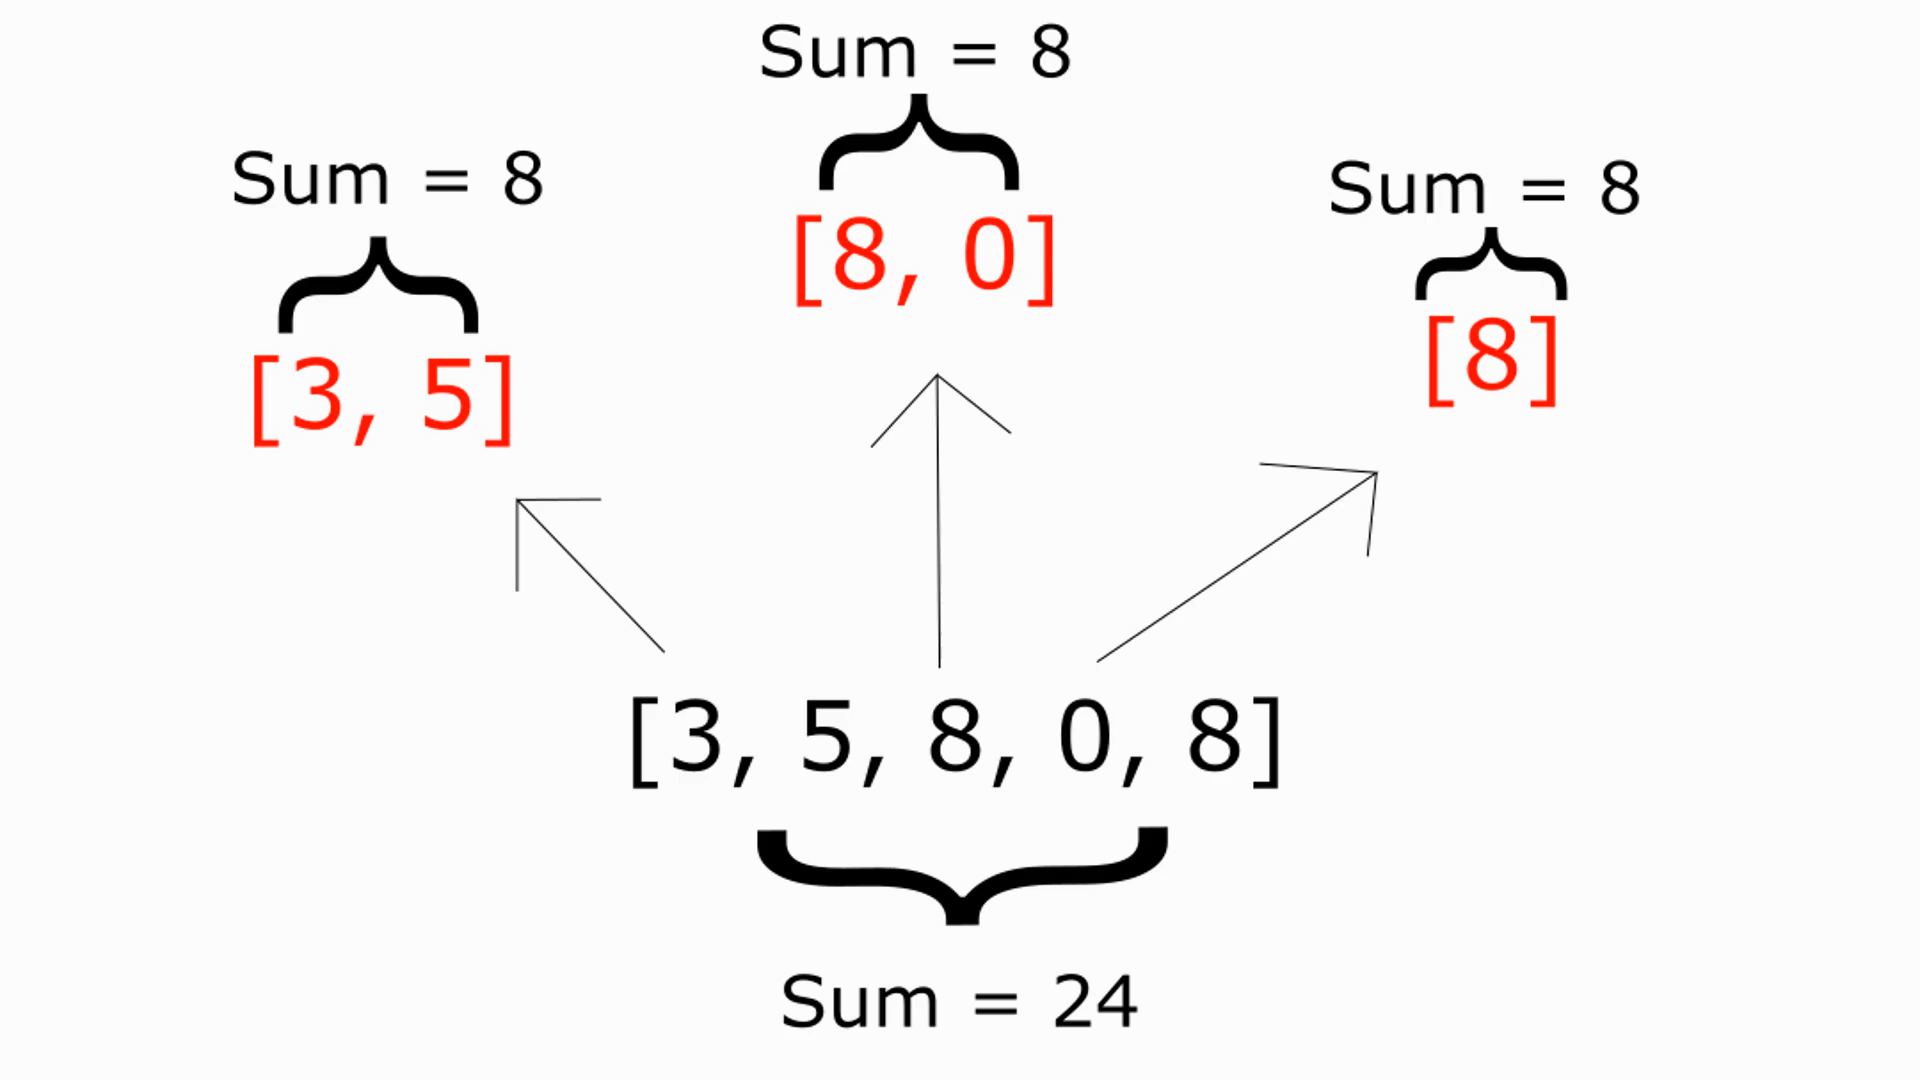 Sum = 8
Sum = 8
Sum = 8
[8, 0]
[3, 5]
[8]
[3, 5, 8, 0, 8]
Sum = 24